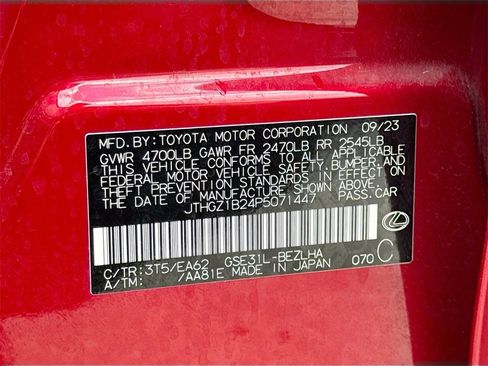 MFD.BY:TOYOTA MOTOR CORPORATION 09/23
GVWR 4700LB GAWR FR 2470LB RR 2545LB
THIS VEHICLE CONFORMS TO ALL APPLICABLE
FEDERAL MOTOR VEHICLE SAFETY,BUMPER,AND
THEFT PREVENTION STANDARDS IN EFFECT ON
THE DATE OF MANUFACTURE SHOWN ABOVE.
JTHGZ1B24P5071447 PASS.CAR
C/TR:3T5/EA62 GSE31L-BEZLHA
A/TM: /AA81E MADE IN JAPAN 070 C